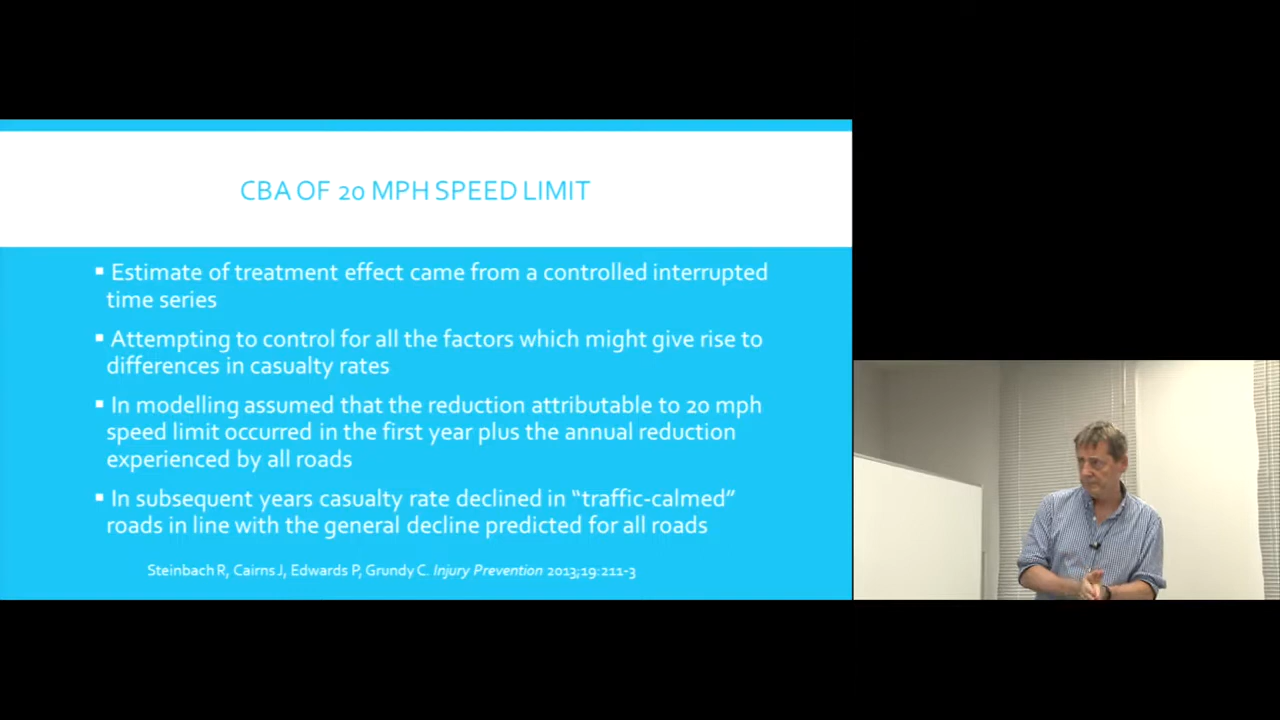 CBA OF 20 MPH SPEED LIMIT
▪ Estimate of treatment effect came from a controlled interrupted
time series
▪ Attempting to control for all the factors which might give rise to
differences in casualty rates
▪ In modelling assumed that the reduction attributable to 20 mph
speed limit occurred in the first year plus the annual reduction
experienced by all roads
▪ In subsequent years casualty rate declined in “traffic-calmed”
roads in line with the general decline predicted for all roads
Steinbach R, Cairns J, Edwards P, Grundy C. Injury Prevention 2013;19:211-3